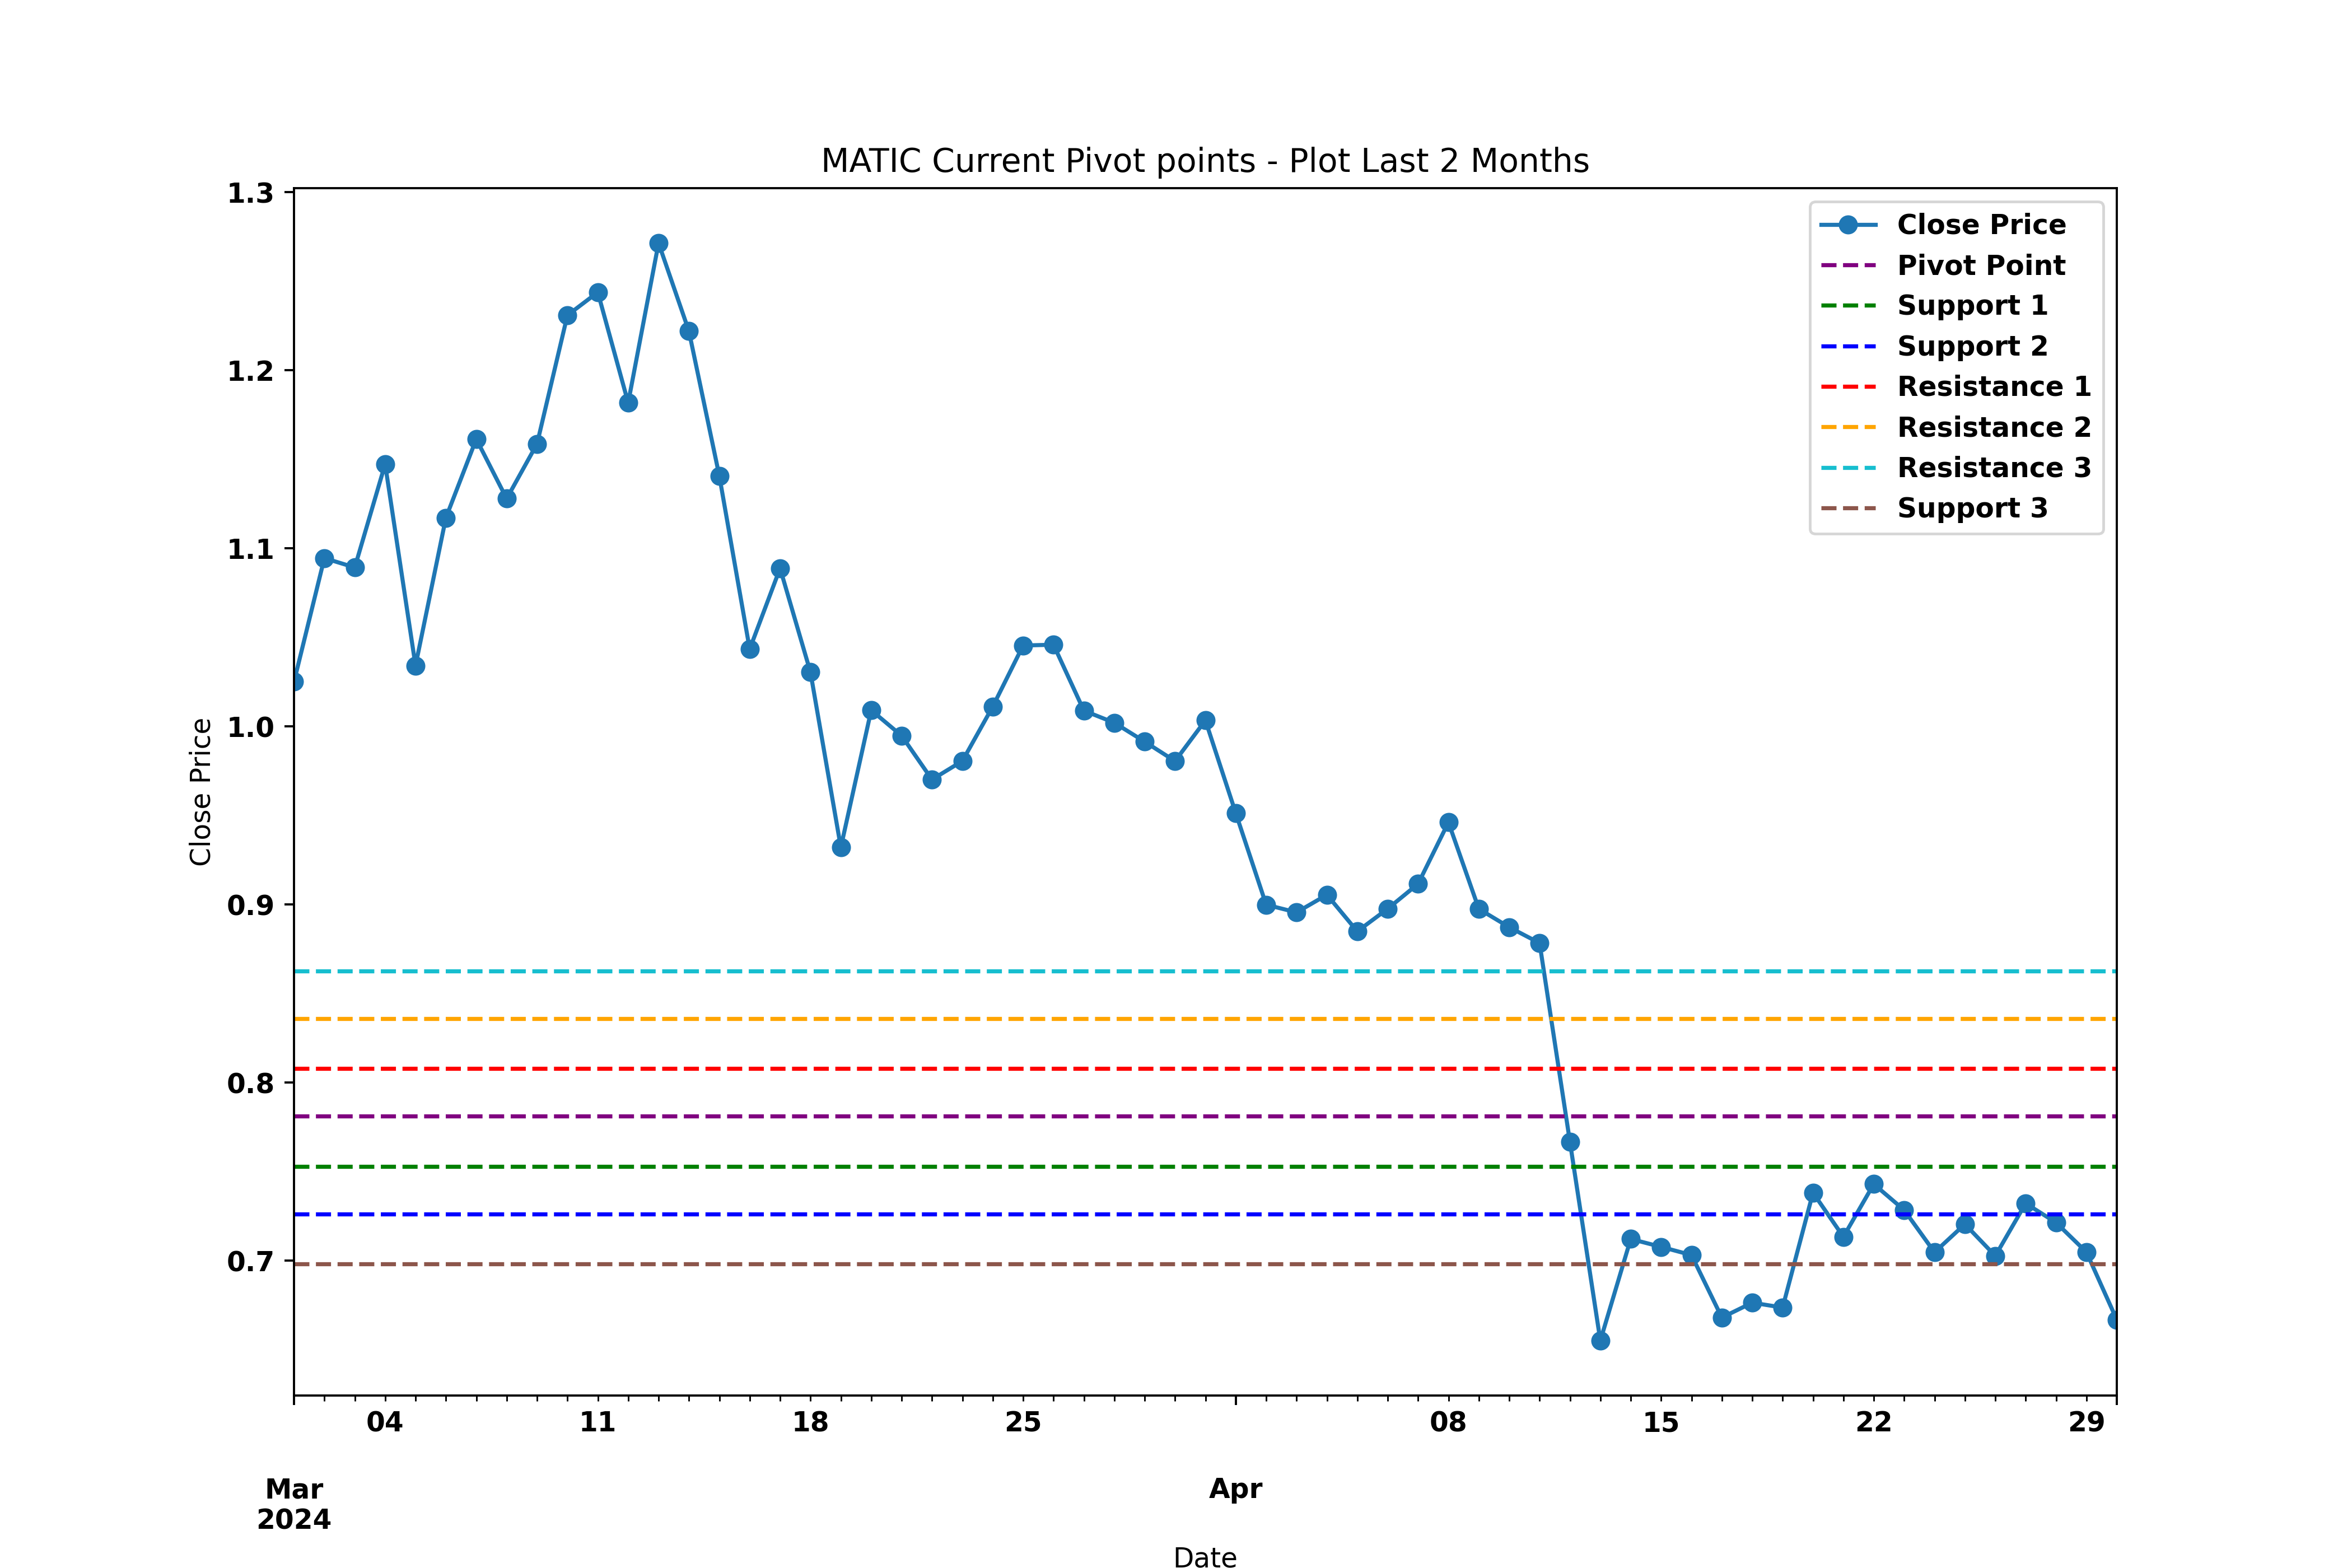 MATIC Current Pivot points - Plot Last 2 Months
1.3
1.2
1.1
1.0
0.9
0.8
0.7
Close Price
Close Price
Pivot Point
Support 1
Support 2
Resistance 1
Resistance 2
Resistance 3
Support 3
04 11 18 25 08 15 22 29
Mar Apr
2024
Date